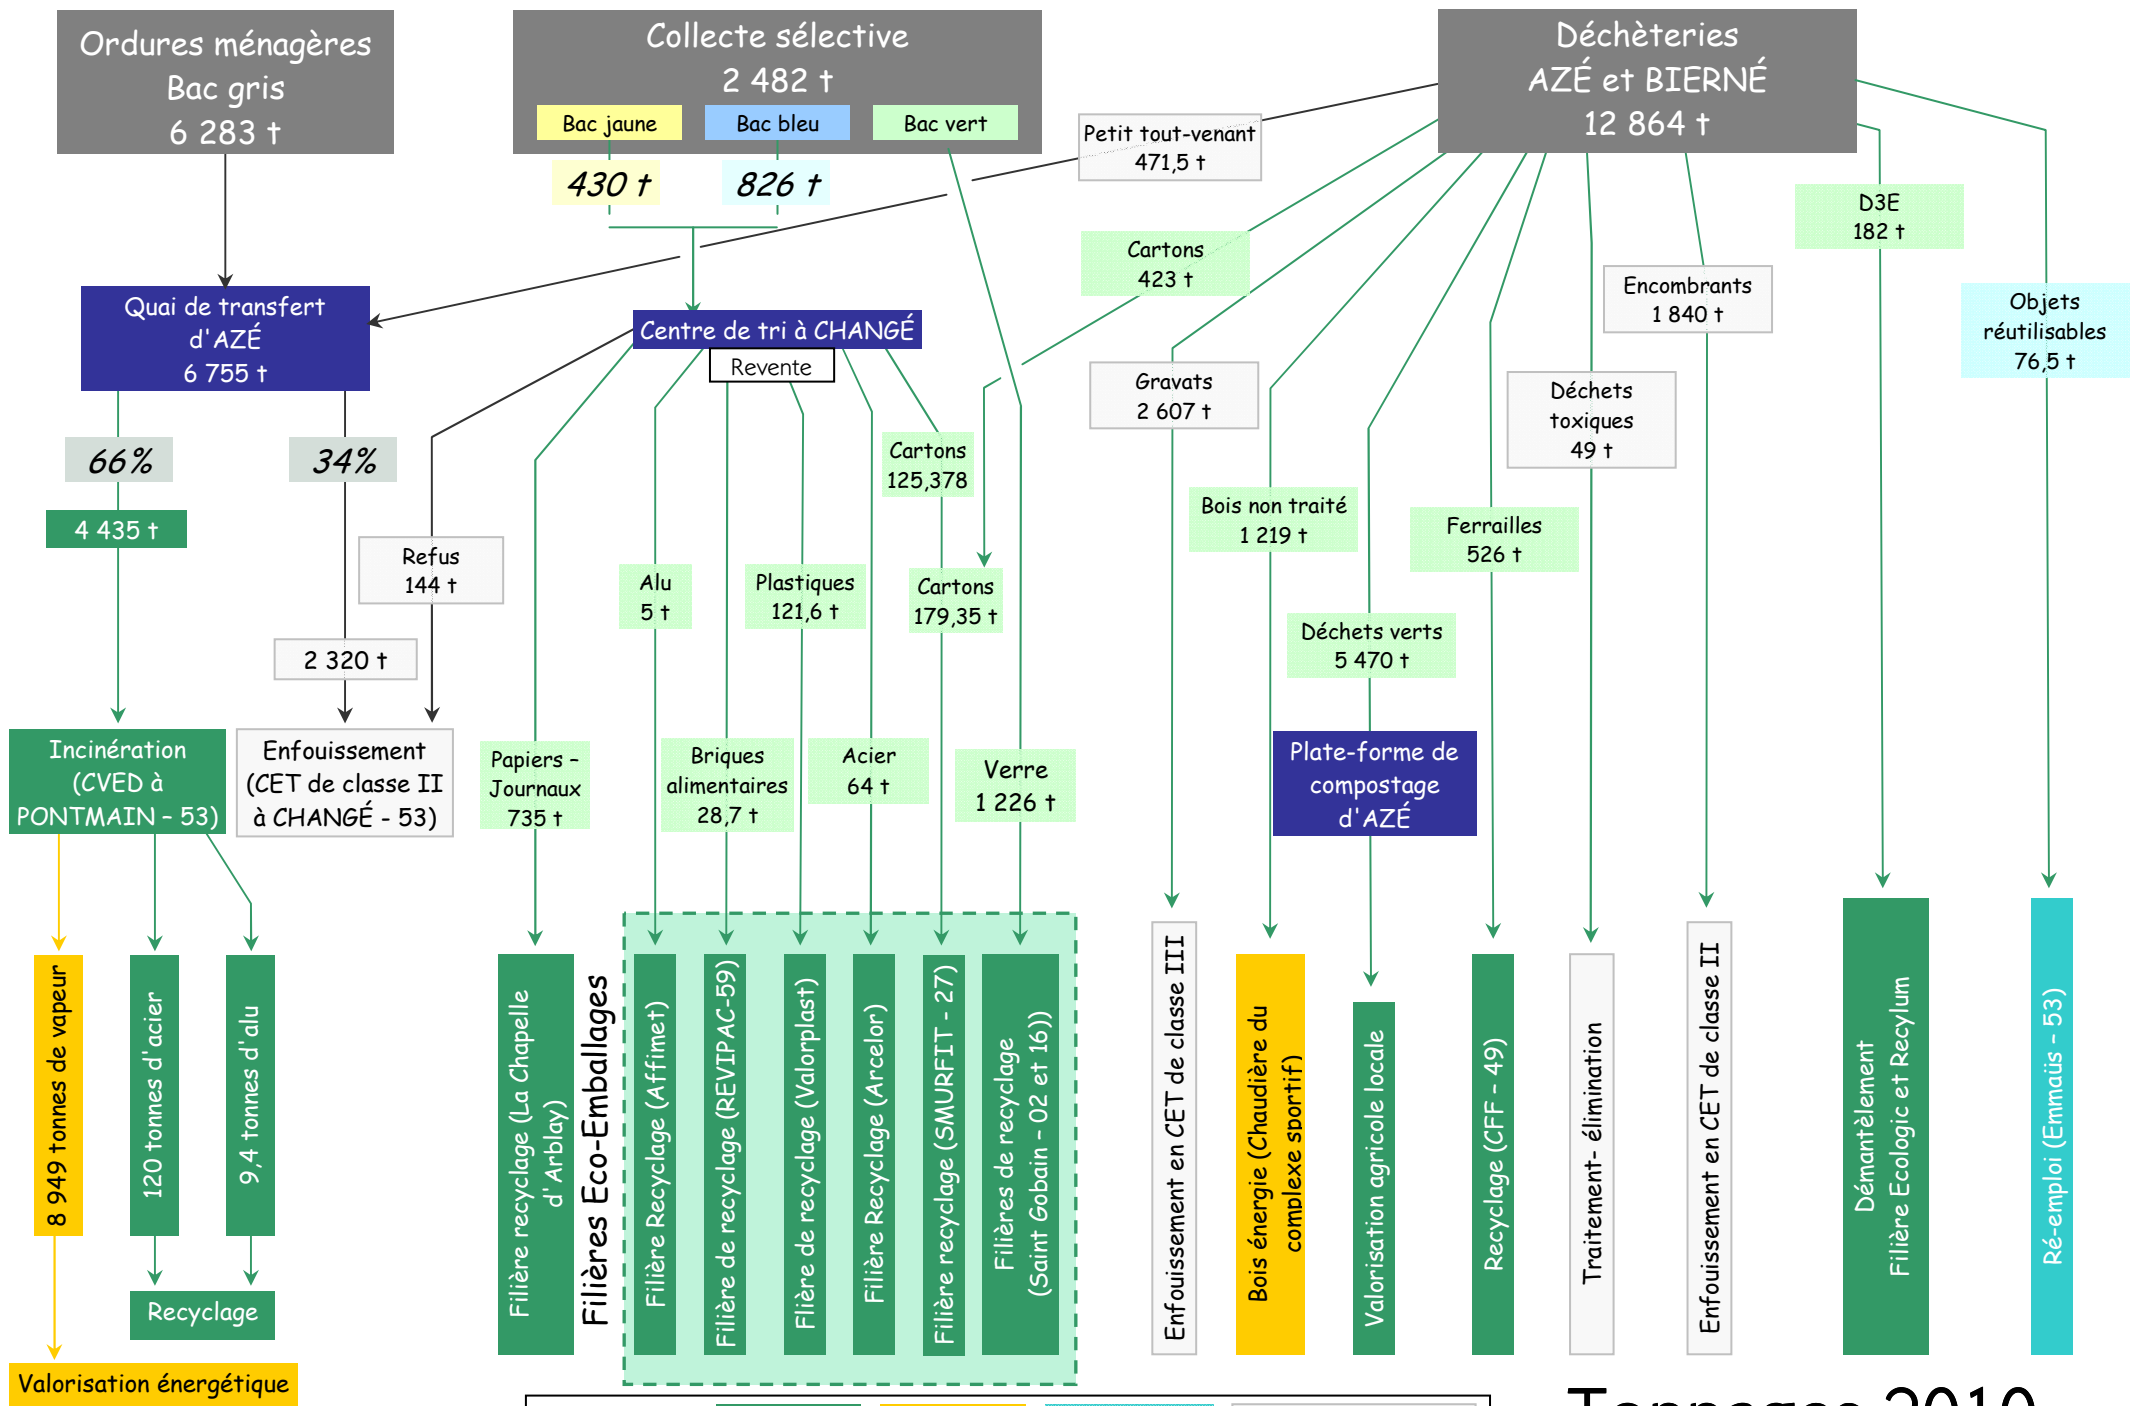 Ordures ménagères
Bac gris
6 283 t
Collecte sélective
2 482 t
Bac jaune
Bac bleu
Bac vert
430 t
826 t
Déchèteries
AZÉ et BIERNÉ
12 864 t
Petit tout-venant
471,5 t
D3E
182 t
Cartons
423 t
Encombrants
1 840 t
Objets
réutilisables
76,5 t
Quai de transfert
d'AZÉ
6 755 t
Centre de tri à CHANGÉ
Revente
Gravats
2 607 t
Déchets
toxiques
49 t
66%
34%
Cartons
125,378
4 435 t
Refus
144 t
Bois non traité
1 219 t
Ferrailles
526 t
Alu
5 t
Plastiques
121,6 t
Cartons
179,35 t
2 320 t
Déchets verts
5 470 t
Incinération
(CVED à
PONTMAIN – 53)
Enfouissement
(CET de classe II
à CHANGÉ - 53)
Papiers –
Journaux
735 t
Briques
alimentaires
28,7 t
Acier
64 t
Verre
1 226 t
Plate-forme de
compostage
d'AZÉ
8 949 tonnes de vapeur
120 tonnes d'acier
9,4 tonnes d'alu
Filière recyclage (La Chapelle
d'Arblay)
Filières Eco-Emballages
Filière Recyclage (Affimet)
Filière de recyclage (REVIPAC-59)
Flière de recyclage (Valorplast)
Filière Recyclage (Arcelor)
Filière recyclage (SMURFIT - 27)
Filières de recyclage
(Saint Gobain – 02 et 16))
Enfouissement en CET de classe III
Bois énergie (Chaudière du
complexe sportif)
Valorisation agricole locale
Recyclage (CFF – 49)
Traitement- élimination
Enfouissement en CET de classe II
Démantèlement
Filière Ecologic et Recylum
Ré-emploi (Emmaüs – 53)
Recyclage
Valorisation énergétique
Tonnages 2010